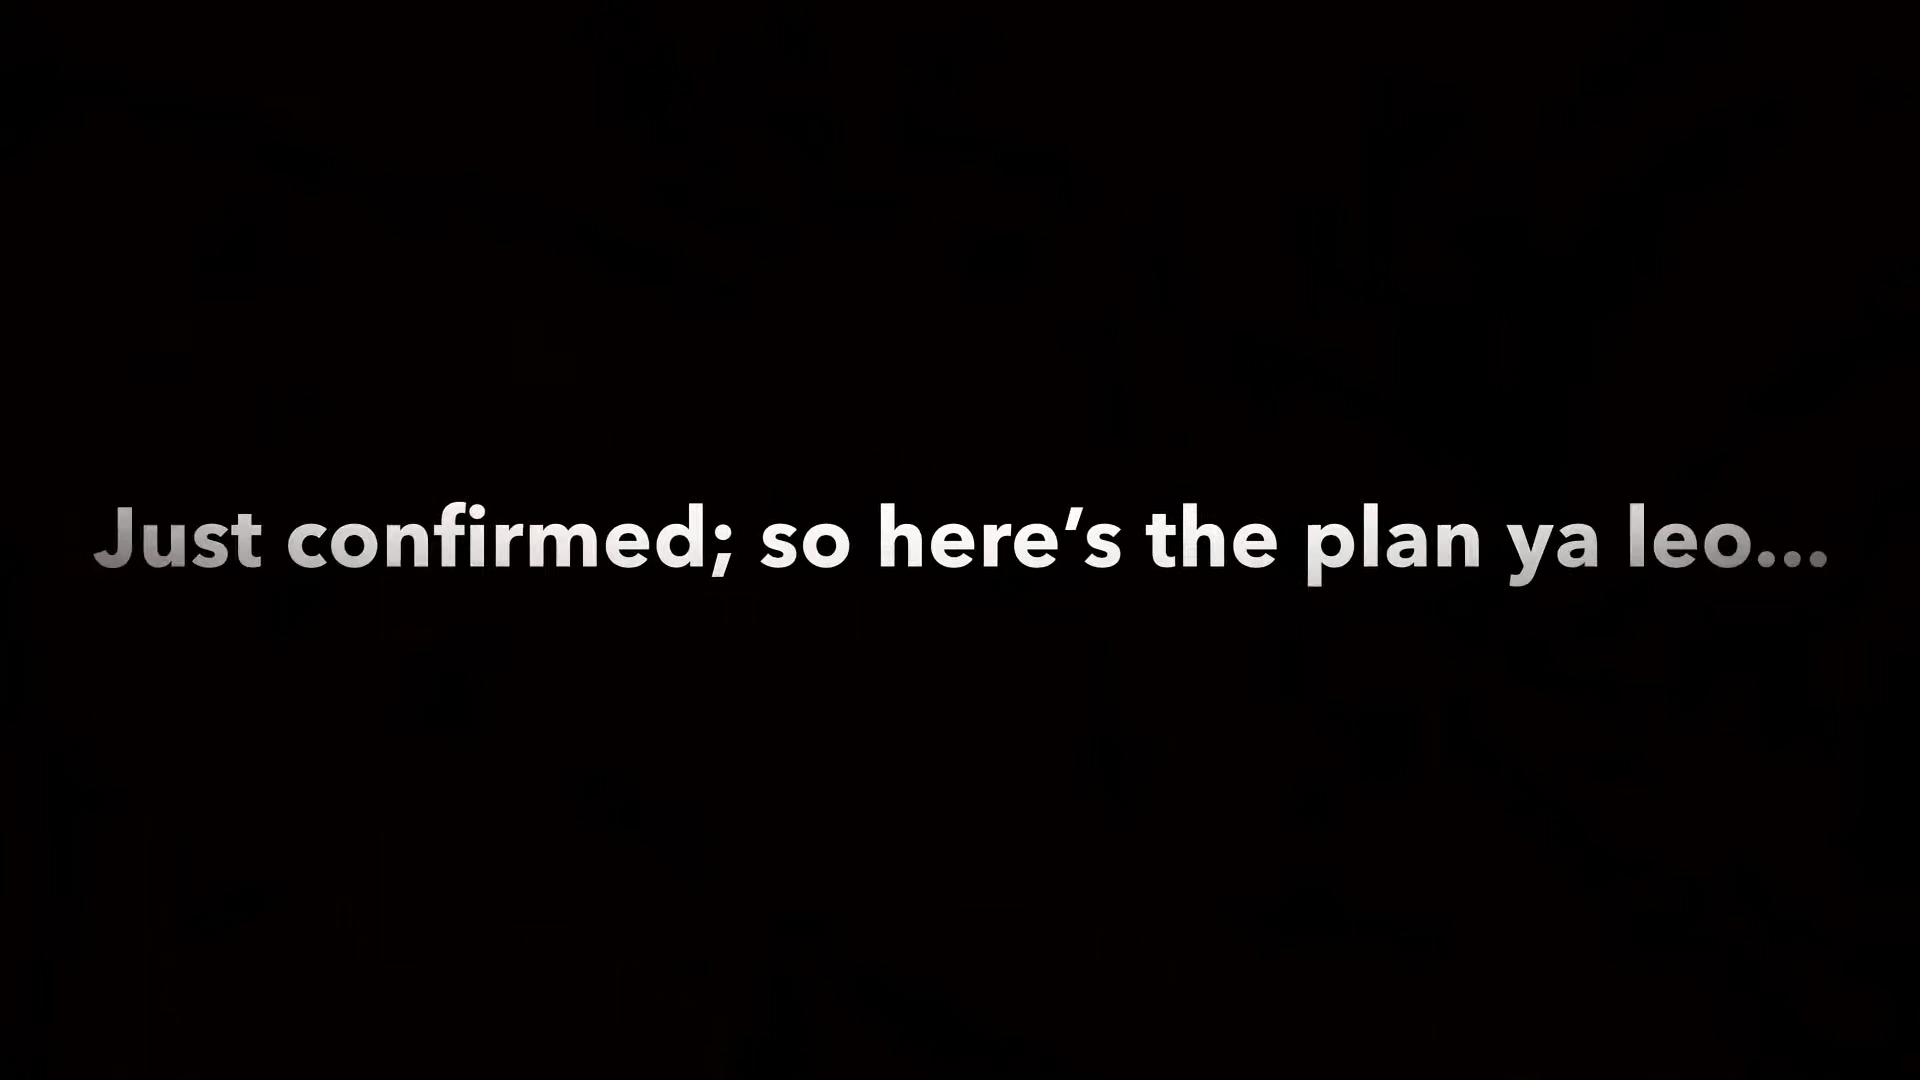 Just confirmed; so here’s the plan ya leo...